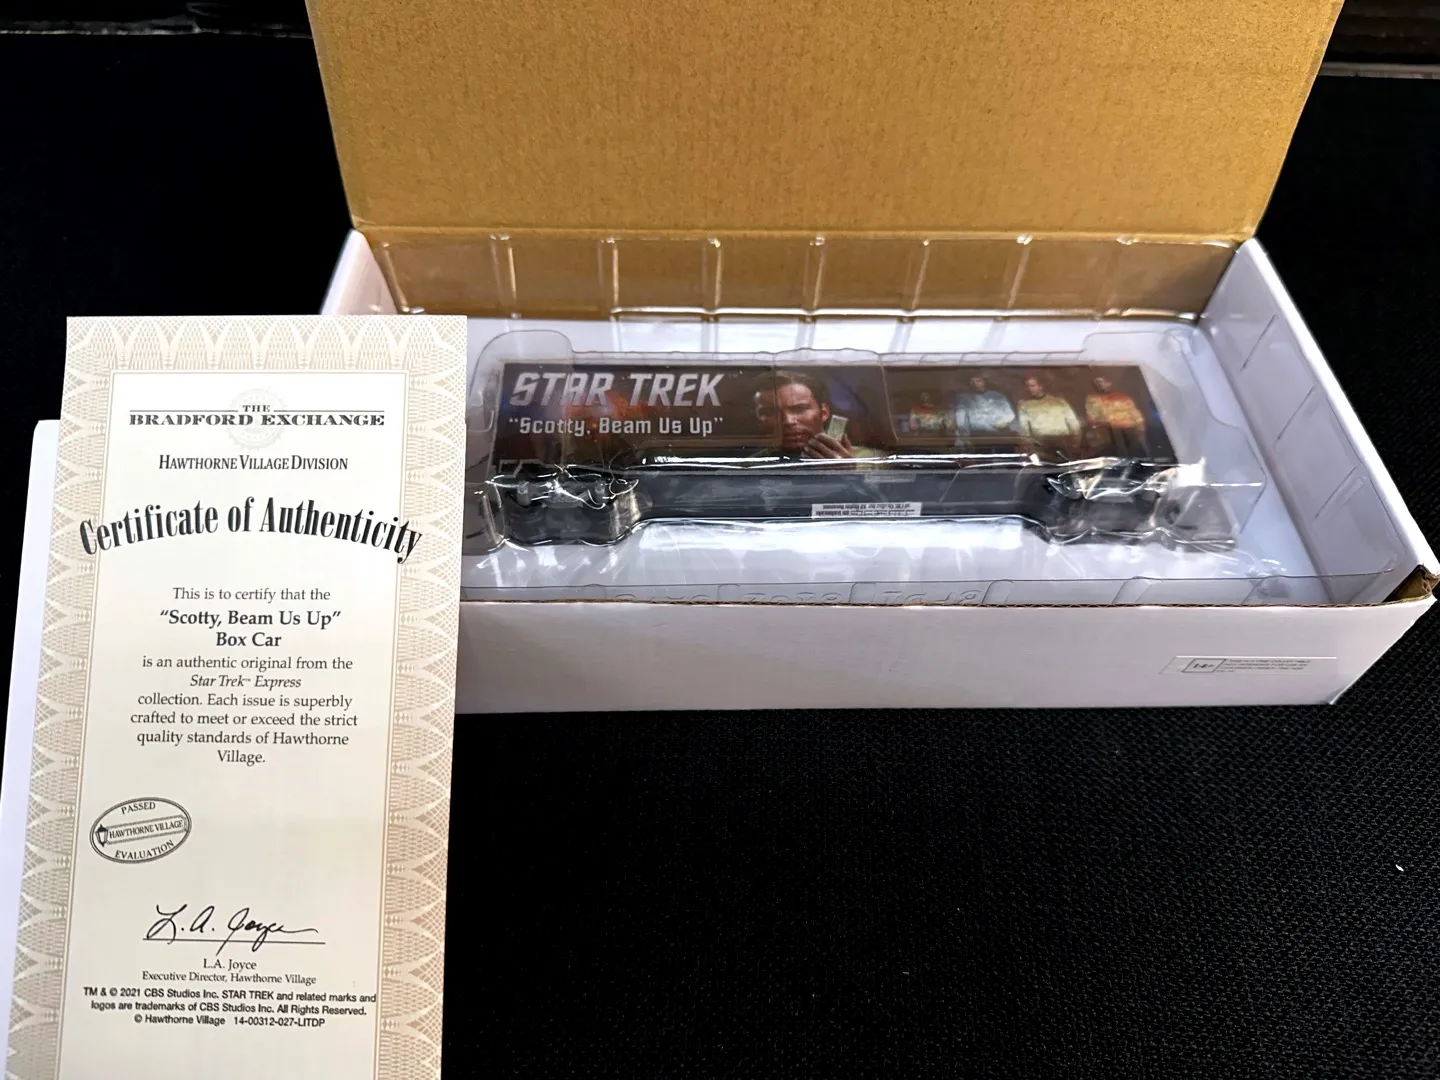 THE
BRADFORD EXCHANGE
HAWTHORNE VILLAGE DIVISION
Certificate of Authenticity
This is to certify that the
“Scotty, Beam Us Up”
Box Car
is an authentic original from the
Star Trek™ Express
collection. Each issue is superbly
crafted to meet or exceed the strict
quality standards of Hawthorne
Village.
PASSED
HAWTHORNE VILLAGE
EVALUATION
L.A. Joyce
L.A. Joyce
Executive Director, Hawthorne Village
TM & © 2021 CBS Studios Inc. STAR TREK and related marks and
logos are trademarks of CBS Studios Inc. All Rights Reserved.
© Hawthorne Village 14-00312-027-LITDP
STAR TREK
“Scotty, Beam Us Up”
14+